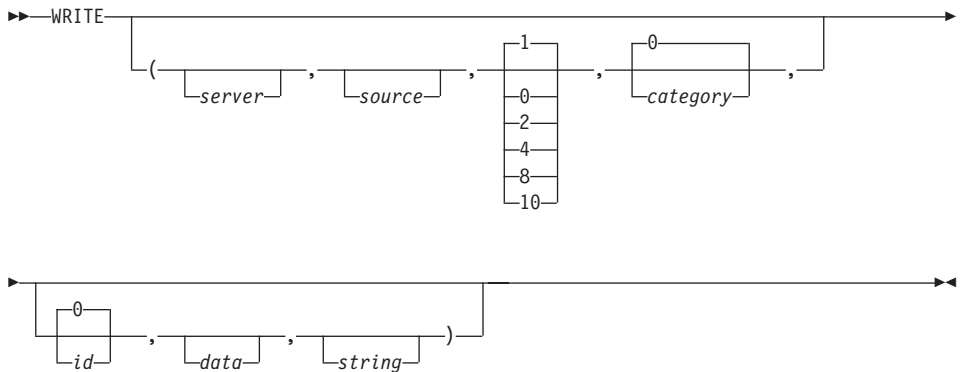 WRITE
1 0
( , , , ,
server source 0 category
2
4
8
10
0
, , )
id data string